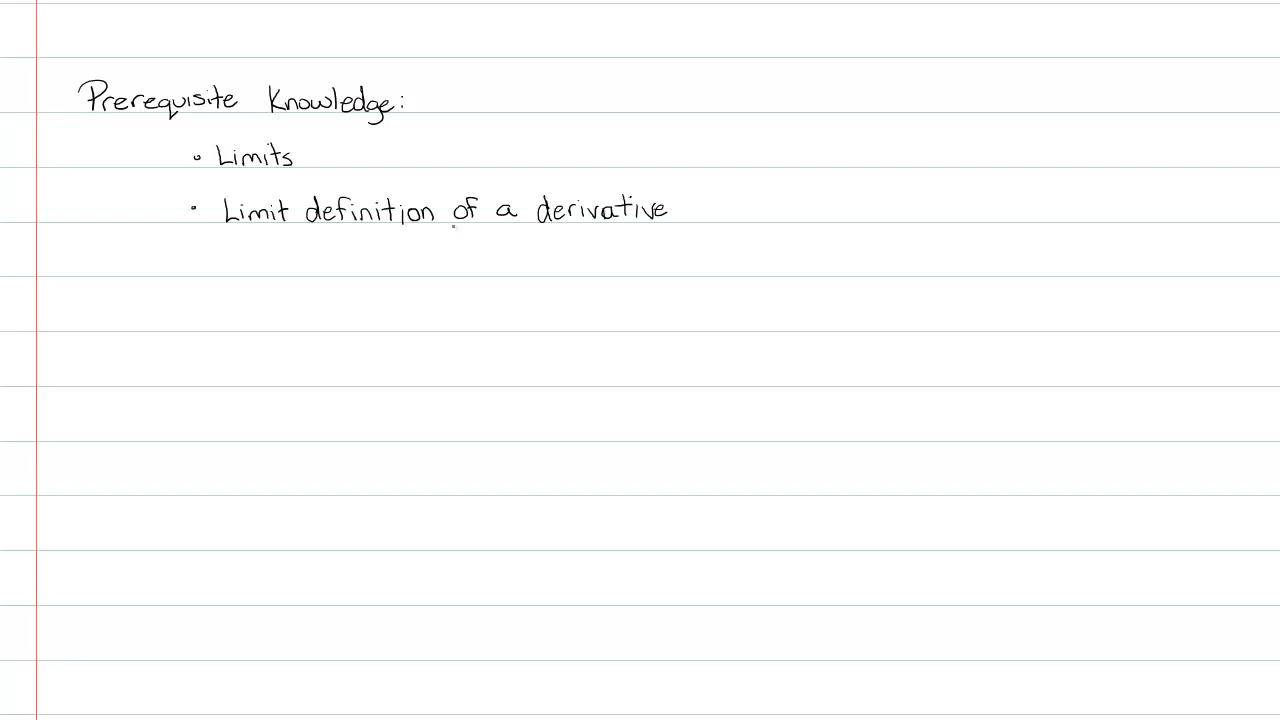 Prerequisite Knowledge:
• Limits
• Limit definition of a derivative